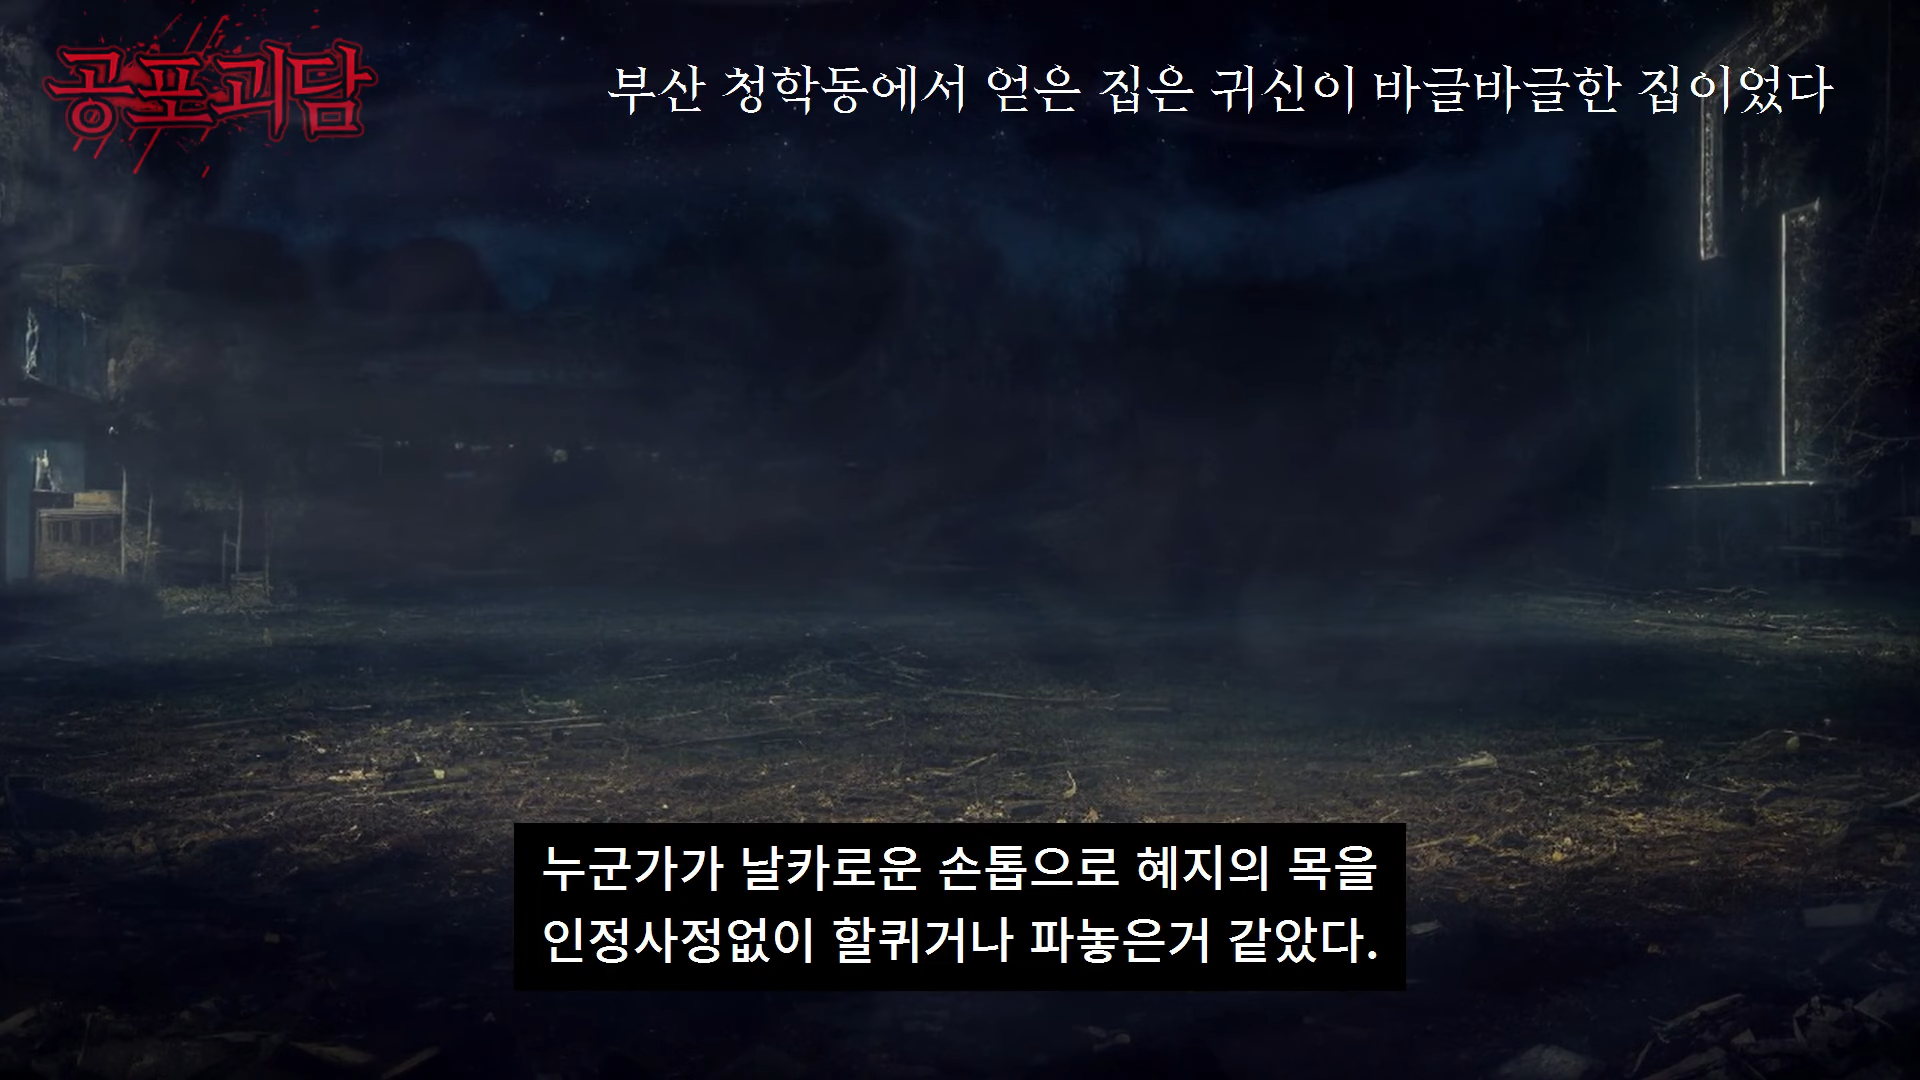 공포괴담
부산 청학동에서 얻은 집은 귀신이 바글바글한 집이었다
누군가가 날카로운 손톱으로 혜지의 목을
인정사정없이 할퀴거나 파놓은거 같았다.